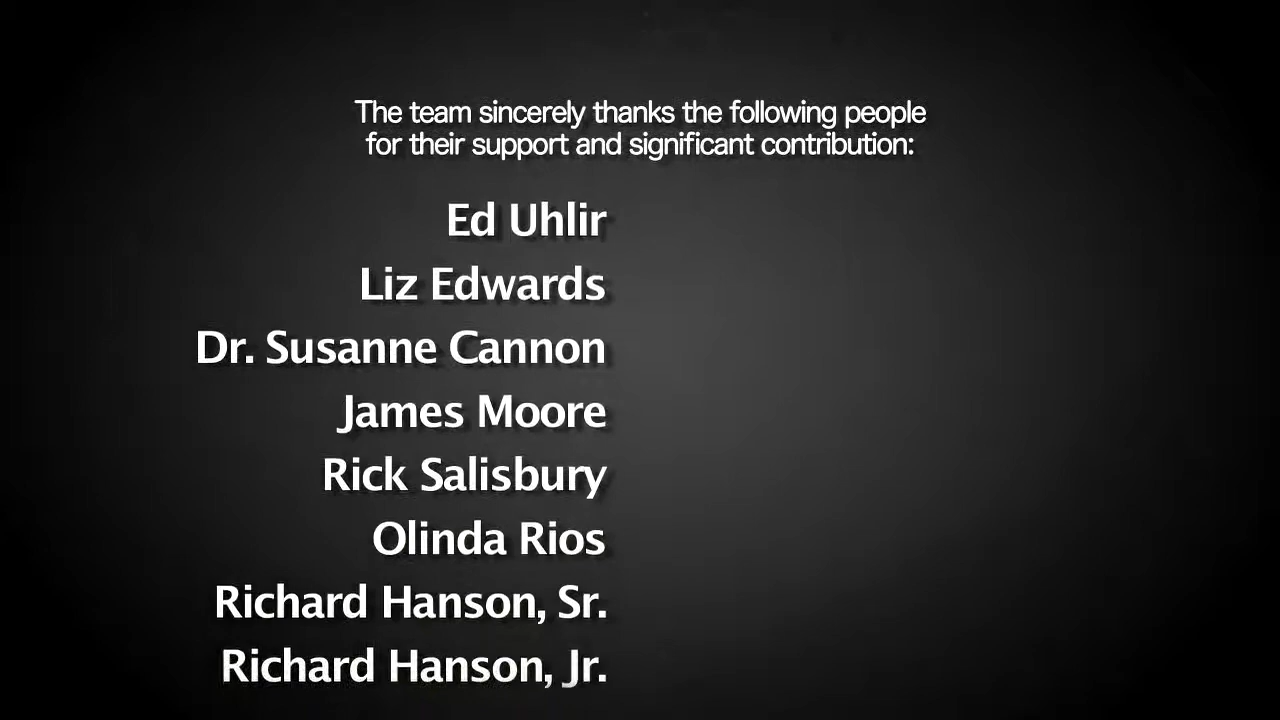 The team sincerely thanks the following people
for their support and significant contribution:
Ed Uhlir
Liz Edwards
Dr. Susanne Cannon
James Moore
Rick Salisbury
Olinda Rios
Richard Hanson, Sr.
Richard Hanson, Jr.